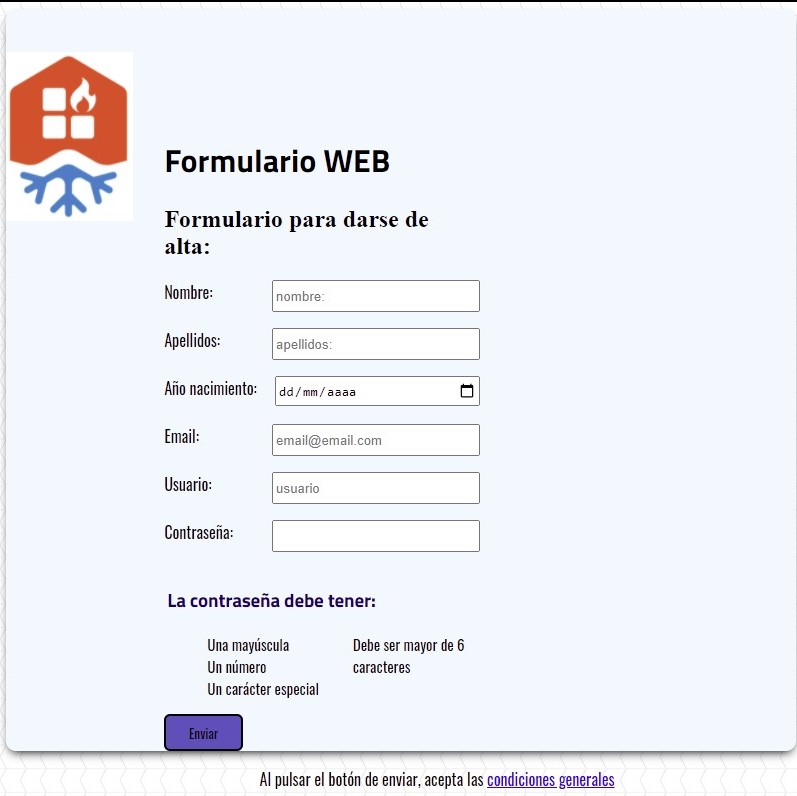 Formulario WEB
Formulario para darse de
alta:
Nombre:
nombre:
Apellidos:
apellidos:
Año nacimiento:
dd/mm/aaaa
Email:
email@email.com
Usuario:
usuario
Contraseña:
La contraseña debe tener:
Una mayúscula
Un número
Un carácter especial
Debe ser mayor de 6
caracteres
Enviar
Al pulsar el botón de enviar, acepta las condiciones generales